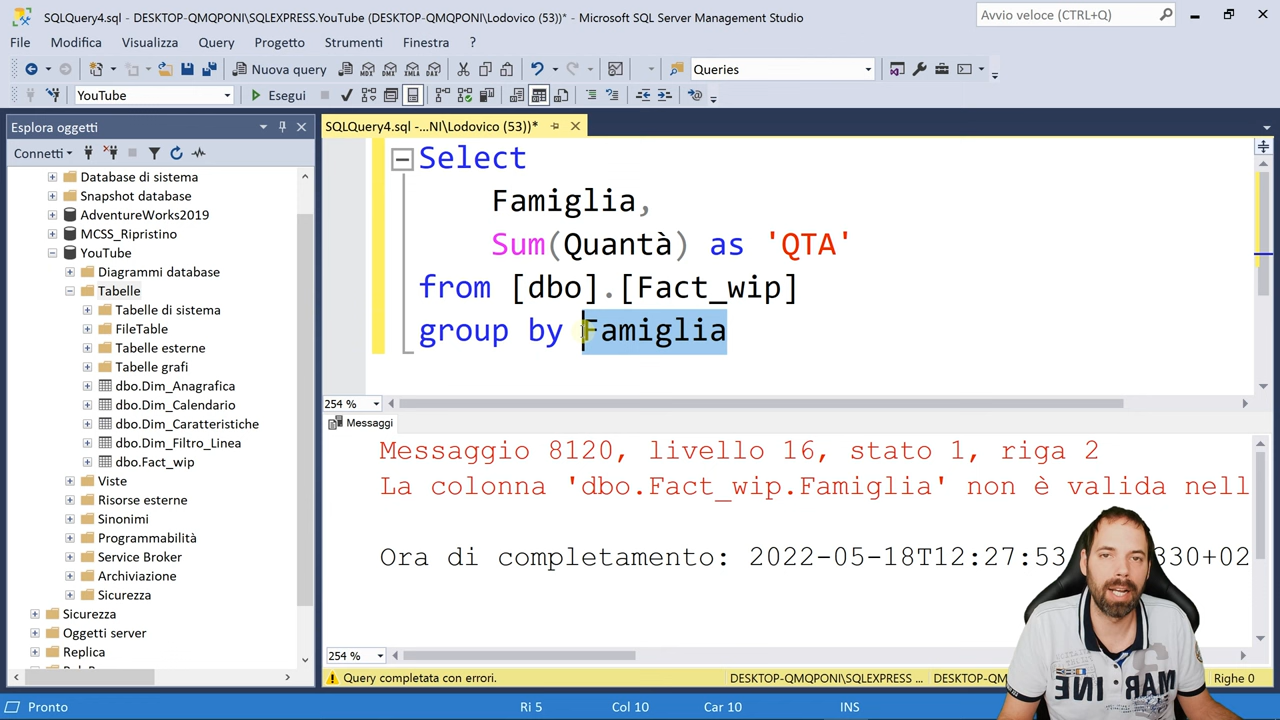 SQLQuery4.sql - DESKTOP-QMQPONI\SQLEXPRESS.YouTube (DESKTOP-QMQPONI\Lodovico (53))* - Microsoft SQL Server Management Studio
Avvio veloce (CTRL+Q)
File Modifica Visualizza Query Progetto Strumenti Finestra ?
Nuova query MDX DMX XMLA DAX Queries
YouTube Esegui
Esplora oggetti
SQLQuery4.sql -...NI\Lodovico (53))*
Connetti
Database di sistema
Snapshot database
AdventureWorks2019
MCSS_Ripristino
YouTube
Diagrammi database
Tabelle
Tabelle di sistema
FileTable
Tabelle esterne
Tabelle grafi
dbo.Dim_Anagrafica
dbo.Dim_Calendario
dbo.Dim_Caratteristiche
dbo.Dim_Filtro_Linea
dbo.Fact_wip
Viste
Risorse esterne
Sinonimi
Programmabilità
Service Broker
Archiviazione
Sicurezza
Sicurezza
Oggetti server
Replica
Select
Famiglia,
Sum(Quantà) as 'QTA'
from [dbo].[Fact_wip]
group by Famiglia
254 %
Messaggi
Messaggio 8120, livello 16, stato 1, riga 2
La colonna 'dbo.Fact_wip.Famiglia' non è valida nell
Ora di completamento: 2022-05-18T12:27:53 330+02
254 %
Query completata con errori. DESKTOP-QMQPONI\SQLEXPRESS ... Righe 0
Pronto Ri 5 Col 10 Car 10 INS